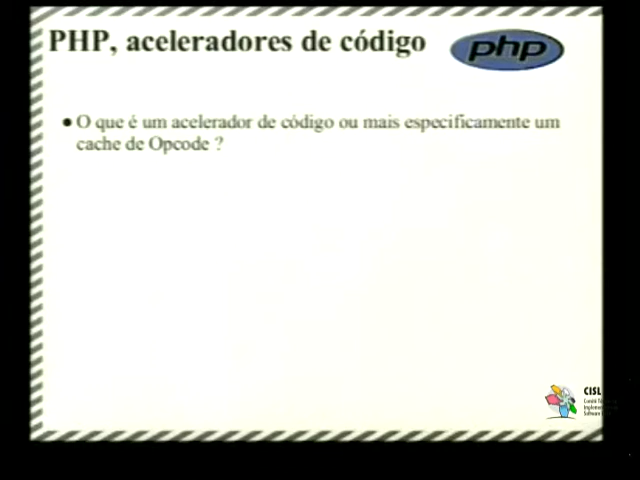 PHP, aceleradores de código
php
● O que é um acelerador de código ou mais especificamente um
cache de Opcode ?
CISL